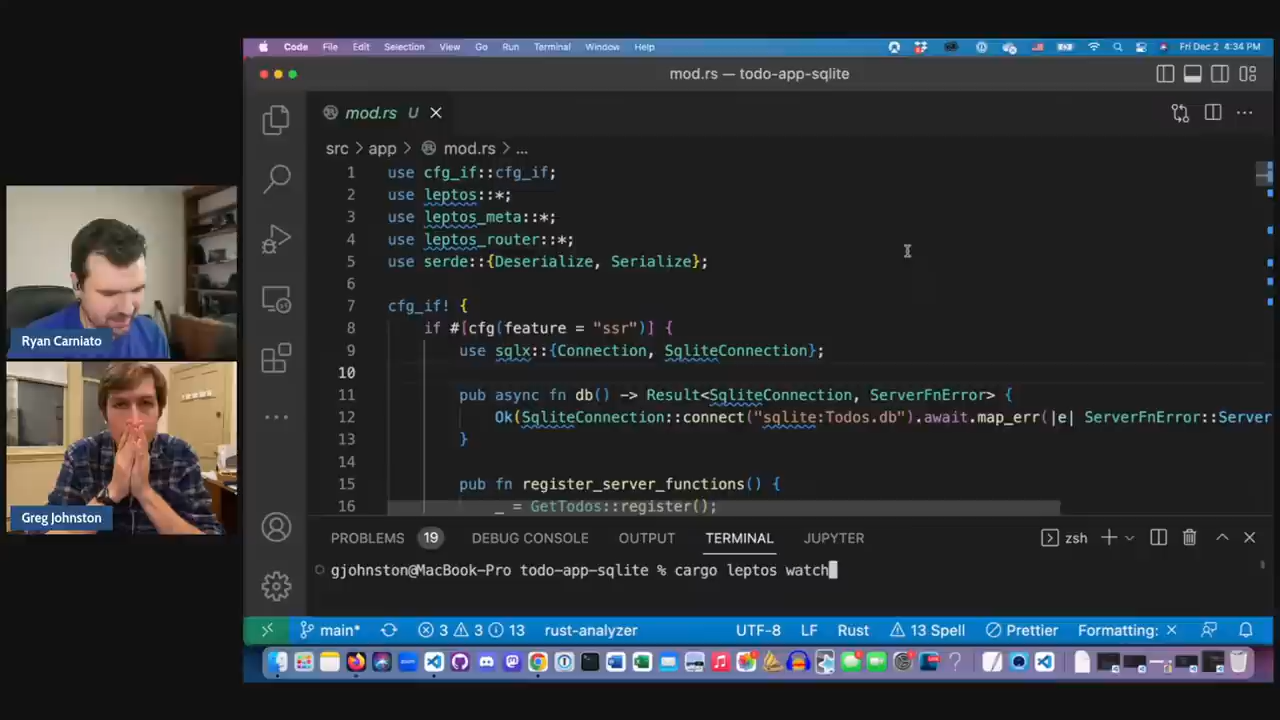 Code File Edit Selection View Go Run Terminal Window Help Fri Dec 2 4:34 PM
mod.rs — todo-app-sqlite
mod.rs U
src > app > mod.rs > ...
1 use cfg_if::cfg_if;
2 use leptos::*;
3 use leptos_meta::*;
4 use leptos_router::*;
5 use serde::{Deserialize, Serialize};
6
7 cfg_if! {
8 if #[cfg(feature = "ssr")] {
9 use sqlx::{Connection, SqliteConnection};
10
11 pub async fn db() -> Result<SqliteConnection, ServerFnError> {
12 Ok(SqliteConnection::connect("sqlite:Todos.db").await.map_err(|e| ServerFnError::Server
13 }
14
15 pub fn register_server_functions() {
16 _ = GetTodos::register();
Ryan Carniato
Greg Johnston
PROBLEMS 19 DEBUG CONSOLE OUTPUT TERMINAL JUPYTER zsh
gjohnston@MacBook-Pro todo-app-sqlite % cargo leptos watch
main* 3 3 13 rust-analyzer UTF-8 LF Rust 13 Spell Prettier Formatting: